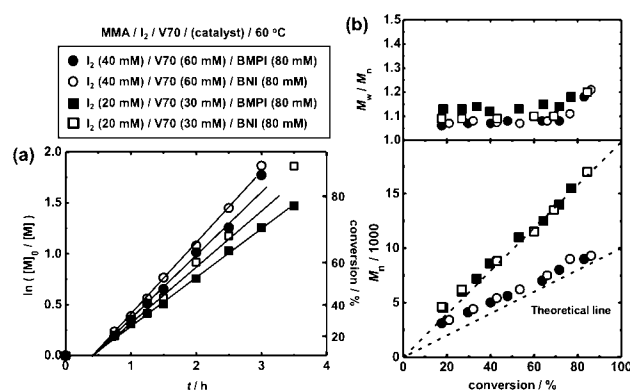 MMA / I2 / V70 / (catalyst) / 60 °C
I2 (40 mM) / V70 (60 mM) / BMPI (80 mM)
I2 (40 mM) / V70 (60 mM) / BNI (80 mM)
I2 (20 mM) / V70 (30 mM) / BMPI (80 mM)
I2 (20 mM) / V70 (30 mM) / BNI (80 mM)
(a)
2.0
1.5
1.0
0.5
0.0
ln ( [M]0 / [M] )
80
60
40
20
conversion / %
0 1 2 3 4
t / h
(b)
1.5
1.4
1.3
1.2
1.1
1.0
Mw / Mn
20
15
10
5
0
Mn / 1000
Theoretical line
0 20 40 60 80 100
conversion / %